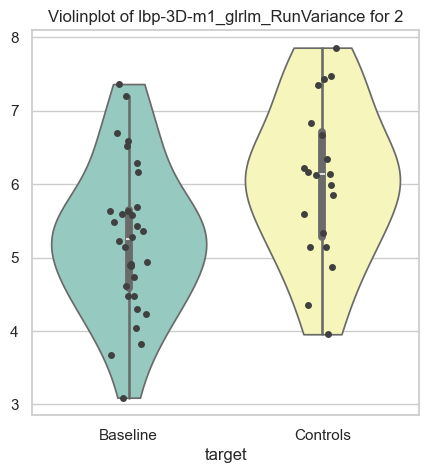 Violinplot of lbp-3D-m1_glrlm_RunVariance for 2
8
7
6
5
4
3
Baseline
Controls
target